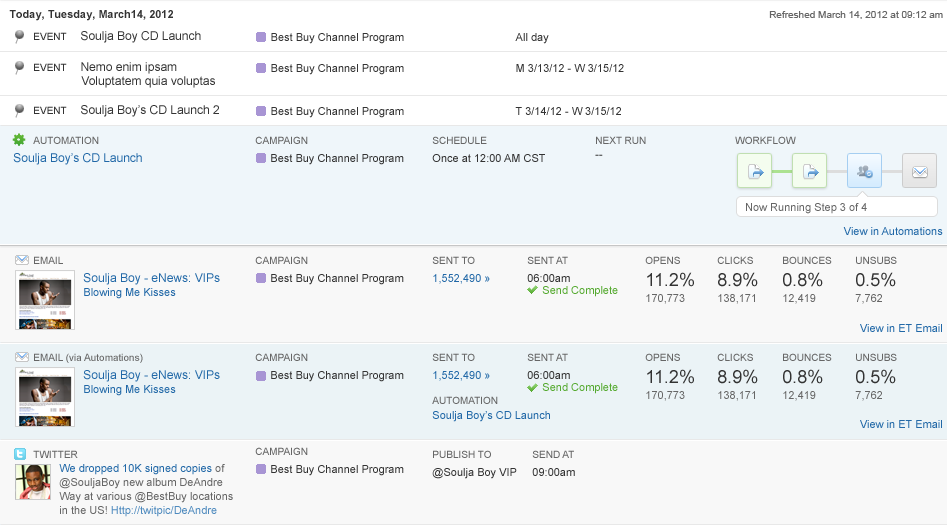 Today, Tuesday, March14, 2012
Refreshed March 14, 2012 at 09:12 am
EVENT Soulja Boy CD Launch Best Buy Channel Program All day
EVENT Nemo enim ipsam Best Buy Channel Program M 3/13/12 - W 3/15/12
Voluptatem quia voluptas
EVENT Soulja Boy's CD Launch 2 Best Buy Channel Program T 3/14/12 - W 3/15/12
AUTOMATION CAMPAIGN SCHEDULE NEXT RUN WORKFLOW
Soulja Boy's CD Launch Best Buy Channel Program Once at 12:00 AM CST --
Now Running Step 3 of 4
View in Automations
EMAIL CAMPAIGN SENT TO SENT AT OPENS CLICKS BOUNCES UNSUBS
Soulja Boy - eNews: VIPs Best Buy Channel Program 1,552,490 » 06:00am 11.2% 8.9% 0.8% 0.5%
Blowing Me Kisses Send Complete 170,773 138,171 12,419 7,762
View in ET Email
EMAIL (via Automations) CAMPAIGN SENT TO SENT AT OPENS CLICKS BOUNCES UNSUBS
Soulja Boy - eNews: VIPs Best Buy Channel Program 1,552,490 » 06:00am 11.2% 8.9% 0.8% 0.5%
Blowing Me Kisses Send Complete 170,773 138,171 12,419 7,762
AUTOMATION
Soulja Boy's CD Launch
View in ET Email
TWITTER CAMPAIGN PUBLISH TO SEND AT
We dropped 10K signed copies of Best Buy Channel Program @Soulja Boy VIP 09:00am
@SouljaBoy new album DeAndre
Way at various @BestBuy locations
in the US! Http://twitpic/DeAndre